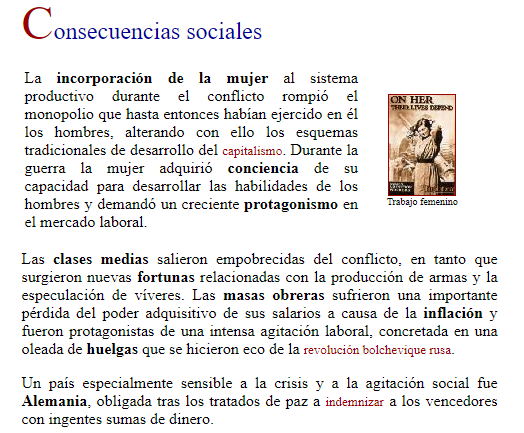 Consecuencias sociales
La incorporación de la mujer al sistema
productivo durante el conflicto rompió el
monopolio que hasta entonces habían ejercido en él
los hombres, alterando con ello los esquemas
tradicionales de desarrollo del capitalismo. Durante la
guerra la mujer adquirió conciencia de su
capacidad para desarrollar las habilidades de los
hombres y demandó un creciente protagonismo en
el mercado laboral.
ON HER
THREE LIVES DEPEND
Trabajo femenino
Las clases medias salieron empobrecidas del conflicto, en tanto que
surgieron nuevas fortunas relacionadas con la producción de armas y la
especulación de víveres. Las masas obreras sufrieron una importante
pérdida del poder adquisitivo de sus salarios a causa de la inflación y
fueron protagonistas de una intensa agitación laboral, concretada en una
oleada de huelgas que se hicieron eco de la revolución bolchevique rusa.
Un país especialmente sensible a la crisis y a la agitación social fue
Alemania, obligada tras los tratados de paz a indemnizar a los vencedores
con ingentes sumas de dinero.